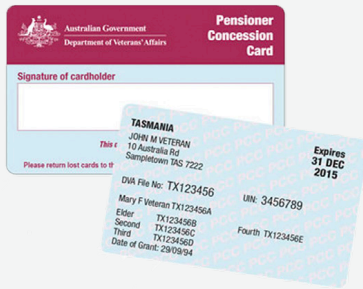 Australian Government
Department of Veterans' Affairs
Pensioner
Concession
Card
Signature of cardholder
This
Please return lost cards to th
TASMANIA
JOHN M VETERAN
10 Australia Rd
Sampletown TAS 7222
Expires
31 DEC
2015
DVA File No: TX123456
UIN: 3456789
Mary F Veteran TX123456A
Elder TX123456B
Second TX123456C
Fourth TX123456E
Third TX123456D
Date of Grant: 29/09/94